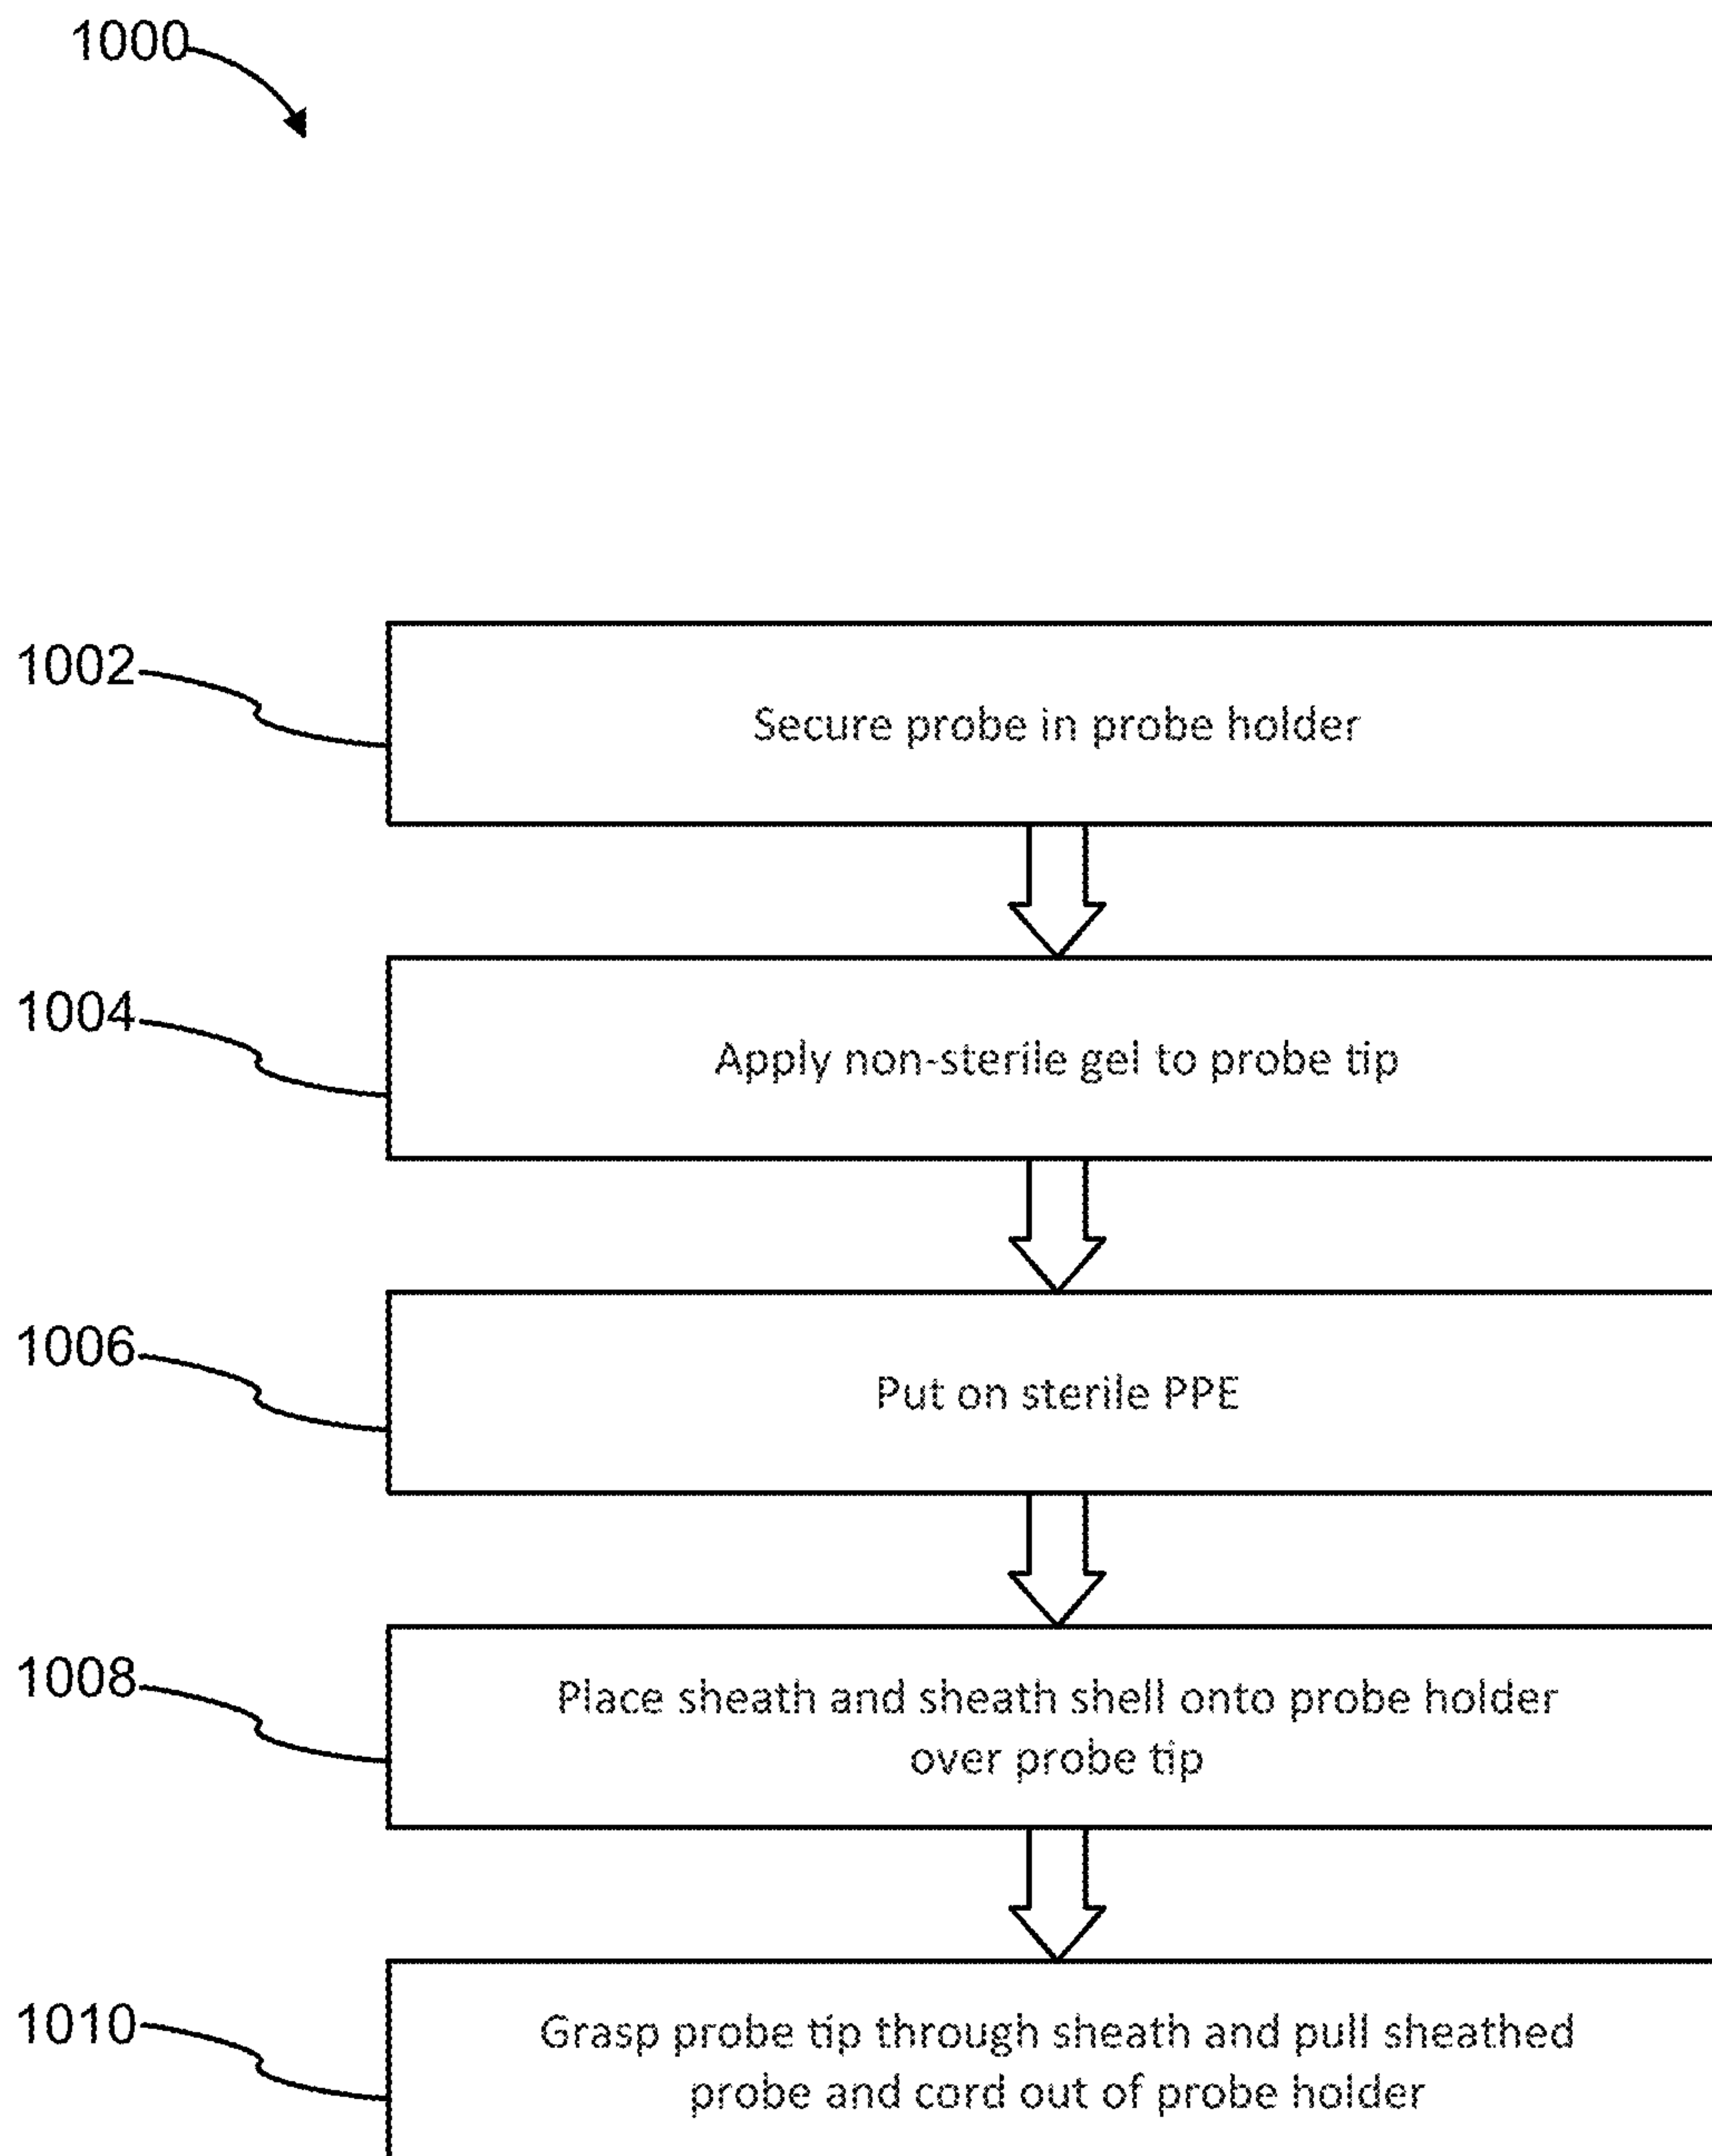 1000
1002
Secure probe in probe holder
1004
Apply non-sterile gel to probe tip
1006
Put on sterile PPE
1008
Place sheath and sheath shell onto probe holder
over probe tip
1010
Grasp probe tip through sheath and pull sheathed
probe and cord out of probe holder